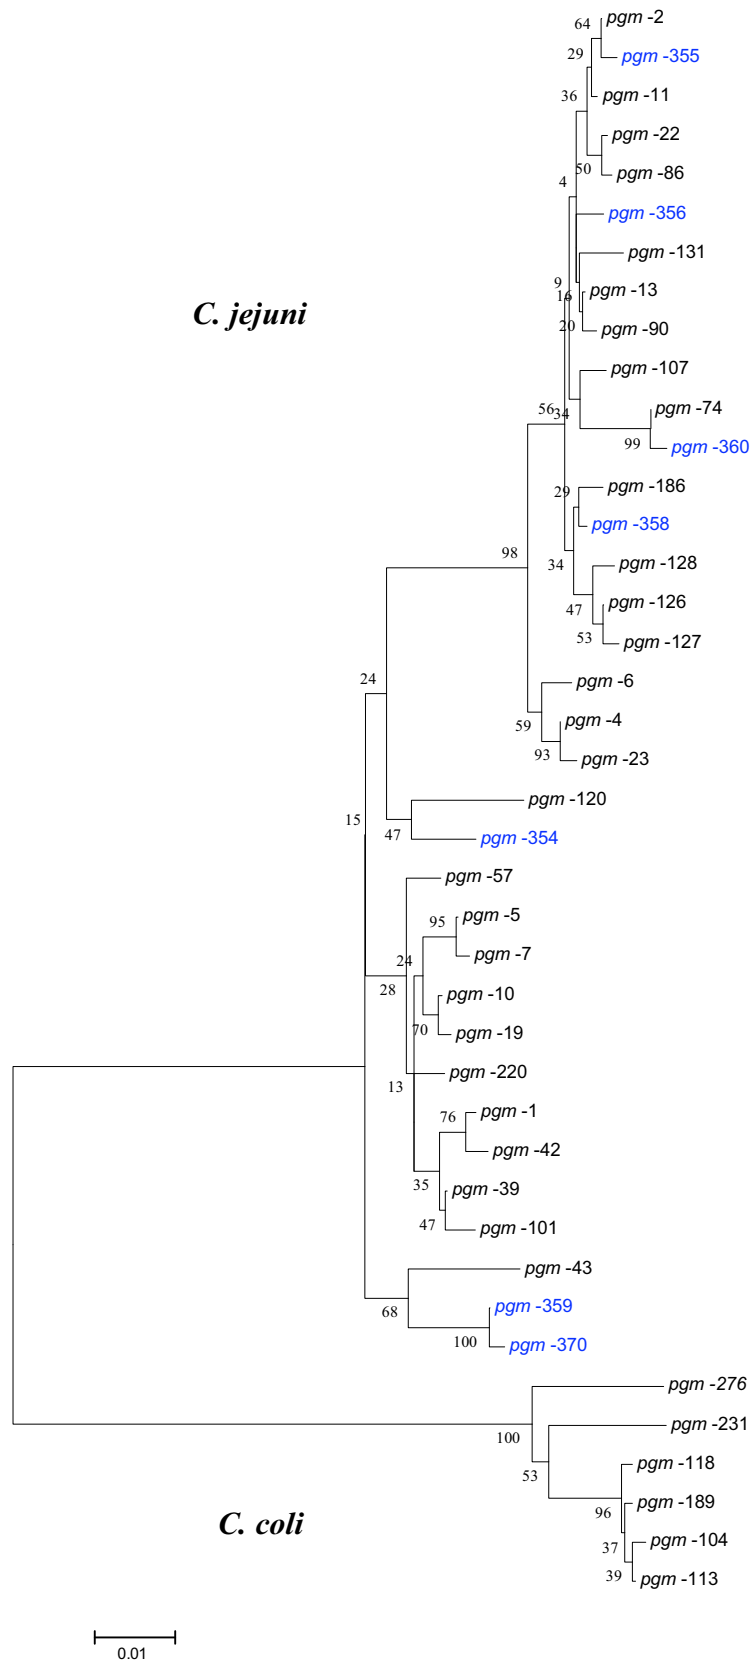 64
pgm -2
29
pgm -355
36
pgm -11
pgm -22
50
pgm -86
4
pgm -356
pgm -131
9
16
pgm -13
20
pgm -90
C. jejuni
pgm -107
56
34
pgm -74
99
pgm -360
29
pgm -186
pgm -358
98
34
pgm -128
47
pgm -126
53
pgm -127
24
pgm -6
59
pgm -4
93
pgm -23
15
pgm -120
47
pgm -354
pgm -57
95
pgm -5
24
pgm -7
28
pgm -10
70
pgm -19
13
pgm -220
76
pgm -1
pgm -42
35
pgm -39
47
pgm -101
pgm -43
68
pgm -359
100
pgm -370
pgm -276
100
pgm -231
53
pgm -118
96
pgm -189
37
pgm -104
39
pgm -113
C. coli
0.01